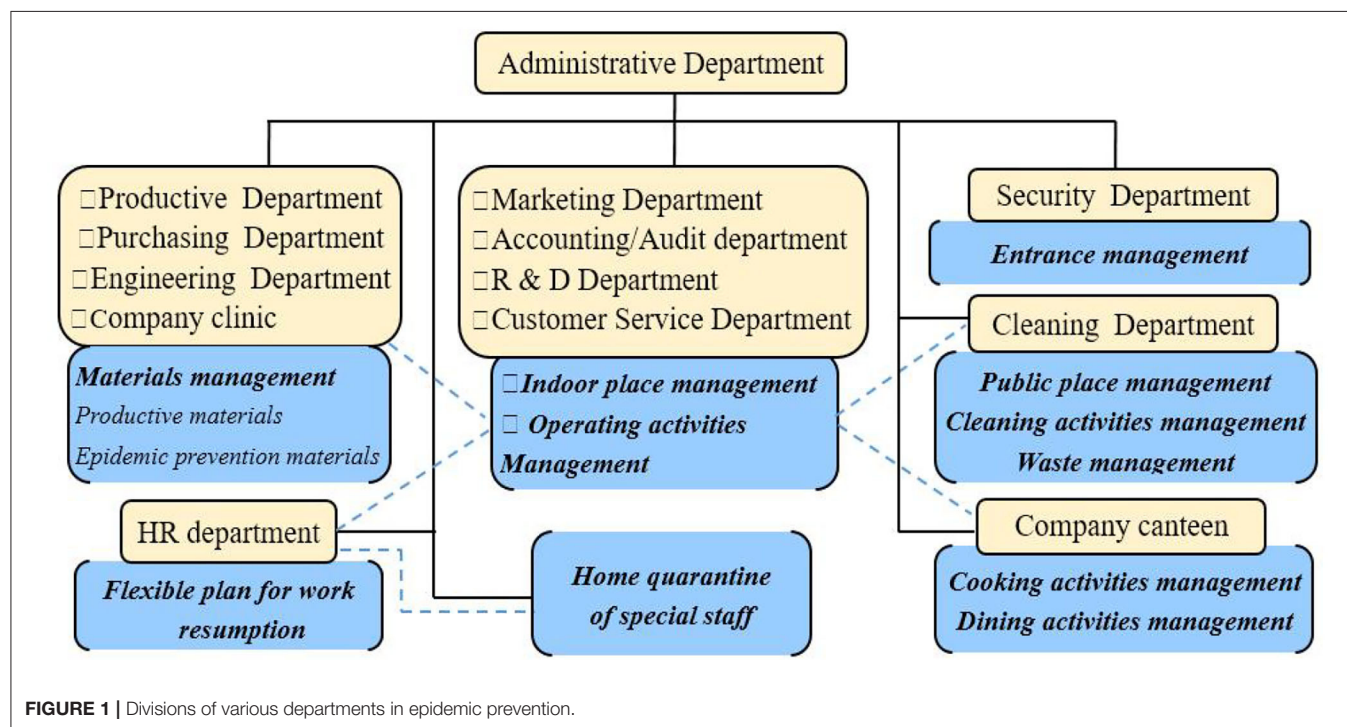 Administrative Department
□Productive Department
□Purchasing Department
□Engineering Department
□Company clinic
Materials management
Productive materials
Epidemic prevention materials
□Marketing Department
□Accounting/Audit department
□R & D Department
□Customer Service Department
□Indoor place management
□ Operating activities
Management
Security Department
Entrance management
Cleaning Department
Public place management
Cleaning activities management
Waste management
HR department
Flexible plan for work
resumption
Home quarantine
of special staff
Company canteen
Cooking activities management
Dining activities management
FIGURE 1 | Divisions of various departments in epidemic prevention.